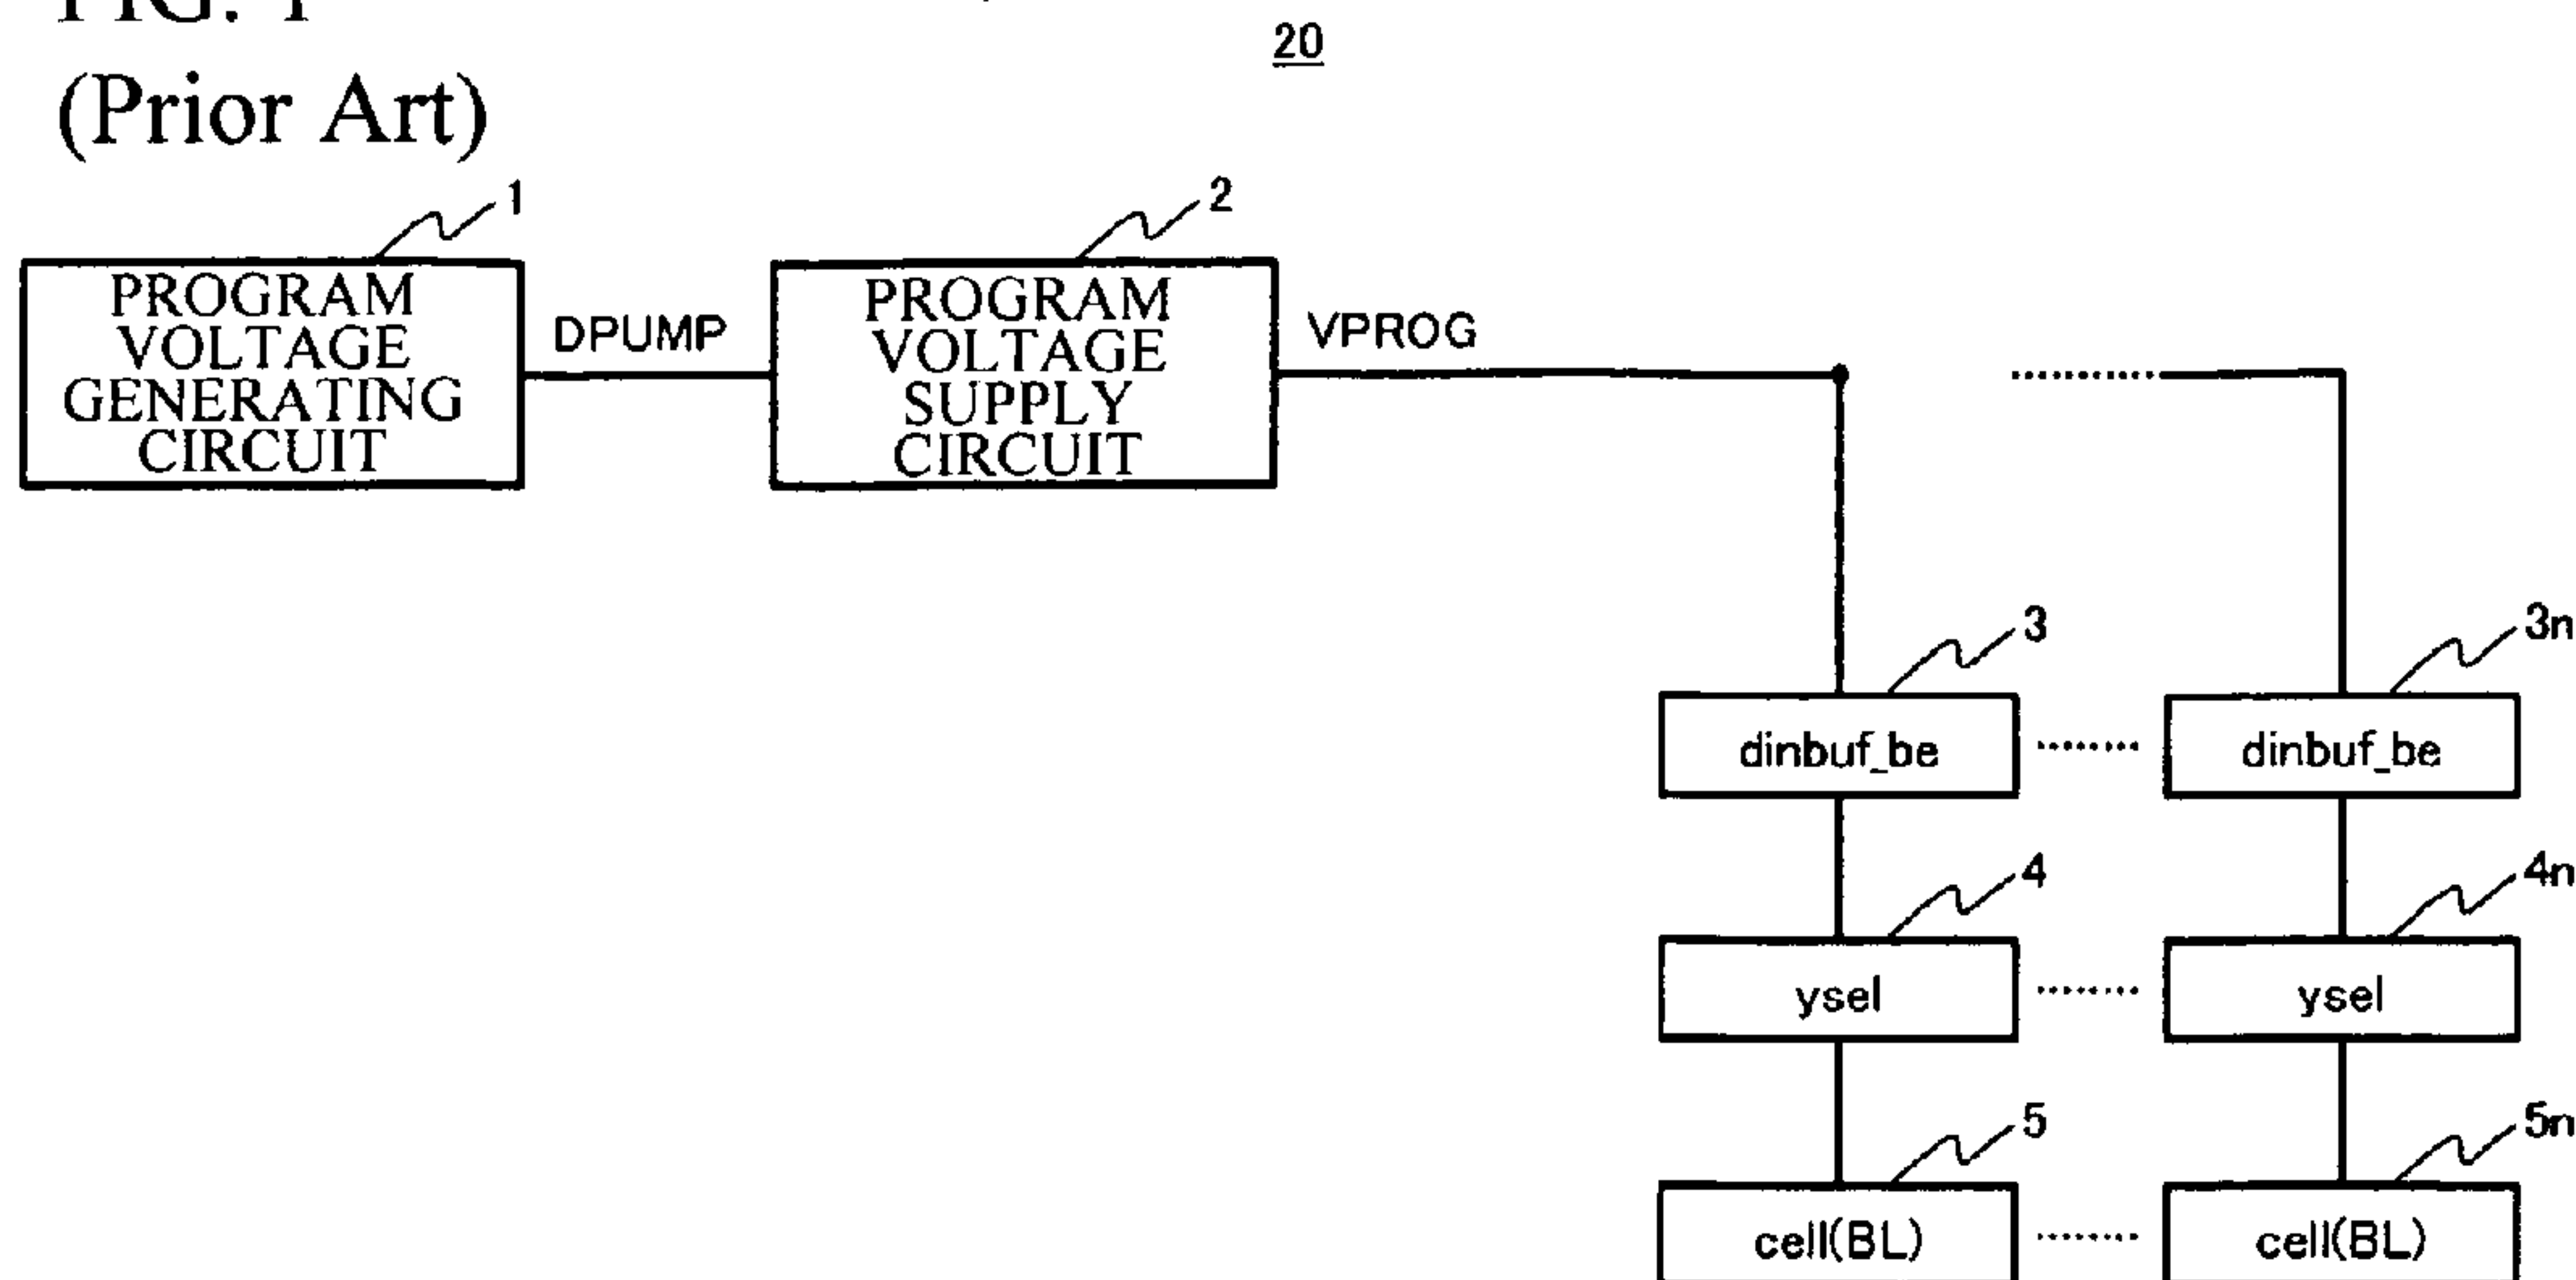 FIG. 1
(Prior Art)
20
1
2
PROGRAM
VOLTAGE
GENERATING
CIRCUIT
DPUMP
PROGRAM
VOLTAGE
SUPPLY
CIRCUIT
VPROG
3
3n
dinbuf_be
dinbuf_be
4
4n
ysel
ysel
5
5n
cell(BL)
cell(BL)